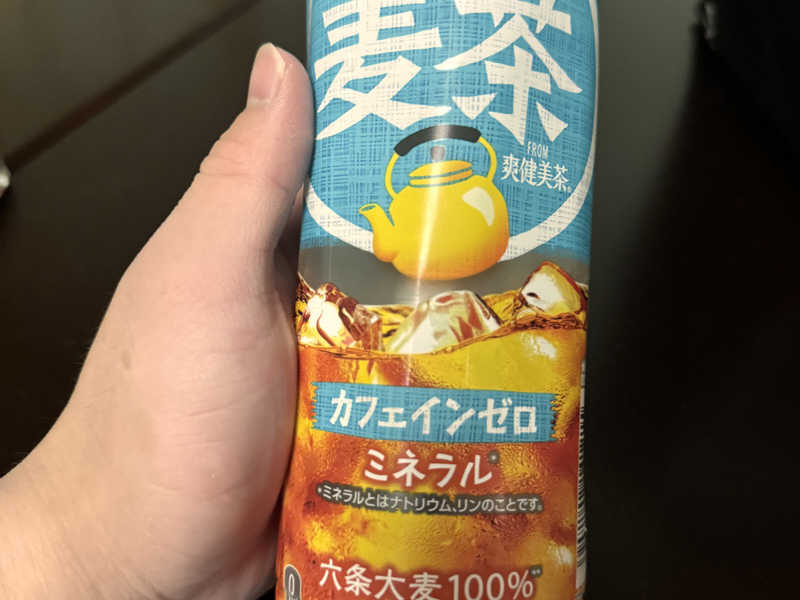 麦茶
FROM
爽健美茶®
カフェインゼロ
ミネラル*
*ミネラルとはナトリウム、リンのことです。
六条大麦100%**
0